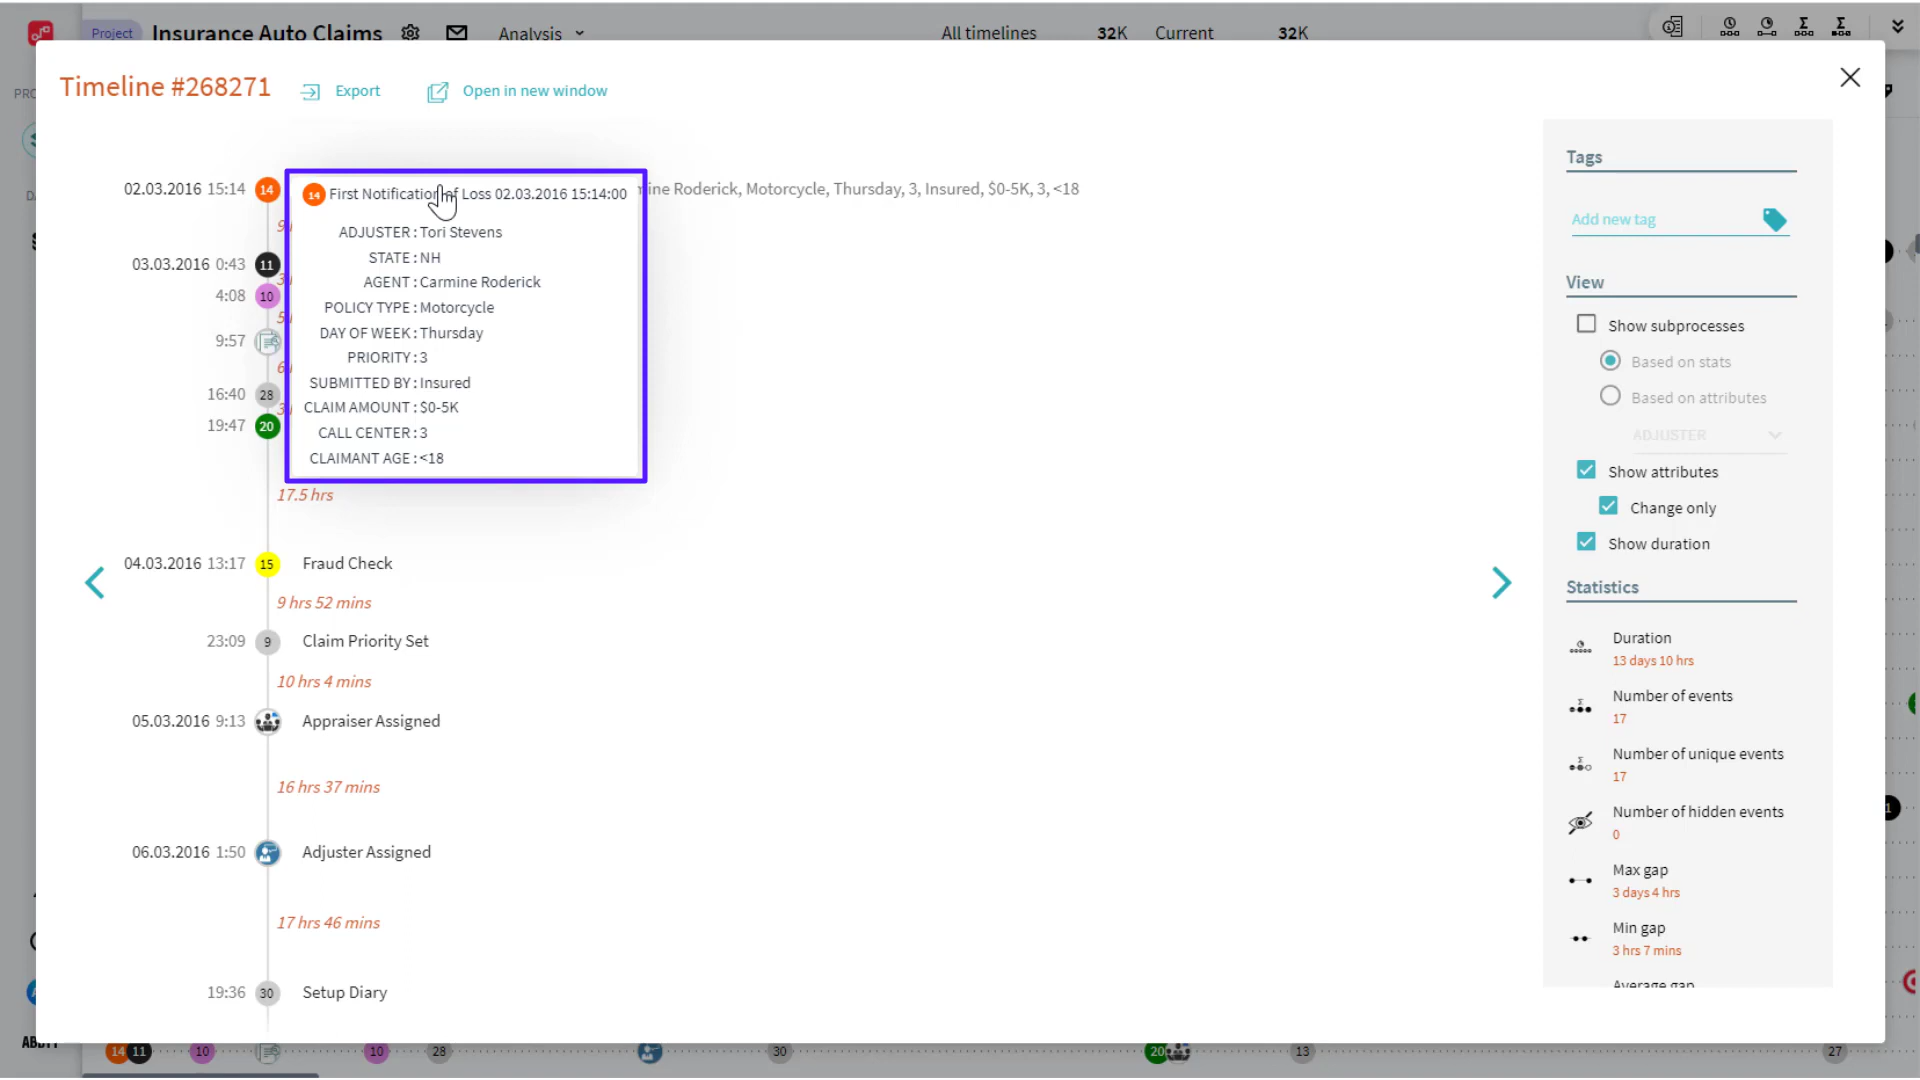 Project Insurance Auto Claims Analysis All timelines 32K Current 32K
Timeline #268271 Export Open in new window
02.03.2016 15:14 14
14 First Notification of Loss 02.03.2016 15:14:00
Roderick, Motorcycle, Thursday, 3, Insured, $0-5K, 3, <18
ADJUSTER : Tori Stevens
STATE : NH
AGENT : Carmine Roderick
POLICY TYPE : Motorcycle
DAY OF WEEK : Thursday
PRIORITY : 3
SUBMITTED BY : Insured
CLAIM AMOUNT : $0-5K
CALL CENTER : 3
CLAIMANT AGE : <18
03.03.2016 0:43 11
4:08 10
9:57
16:40 28
19:47 20
17.5 hrs
04.03.2016 13:17 15 Fraud Check
9 hrs 52 mins
23:09 9 Claim Priority Set
10 hrs 4 mins
05.03.2016 9:13 Appraiser Assigned
16 hrs 37 mins
06.03.2016 1:50 Adjuster Assigned
17 hrs 46 mins
19:36 30 Setup Diary
Tags
Add new tag
View
Show subprocesses
Based on stats
Based on attributes
ADJUSTER
Show attributes
Change only
Show duration
Statistics
Duration
13 days 10 hrs
Number of events
17
Number of unique events
17
Number of hidden events
0
Max gap
3 days 4 hrs
Min gap
3 hrs 7 mins
Average gap
14 11 10 10 28 30 20 13 27